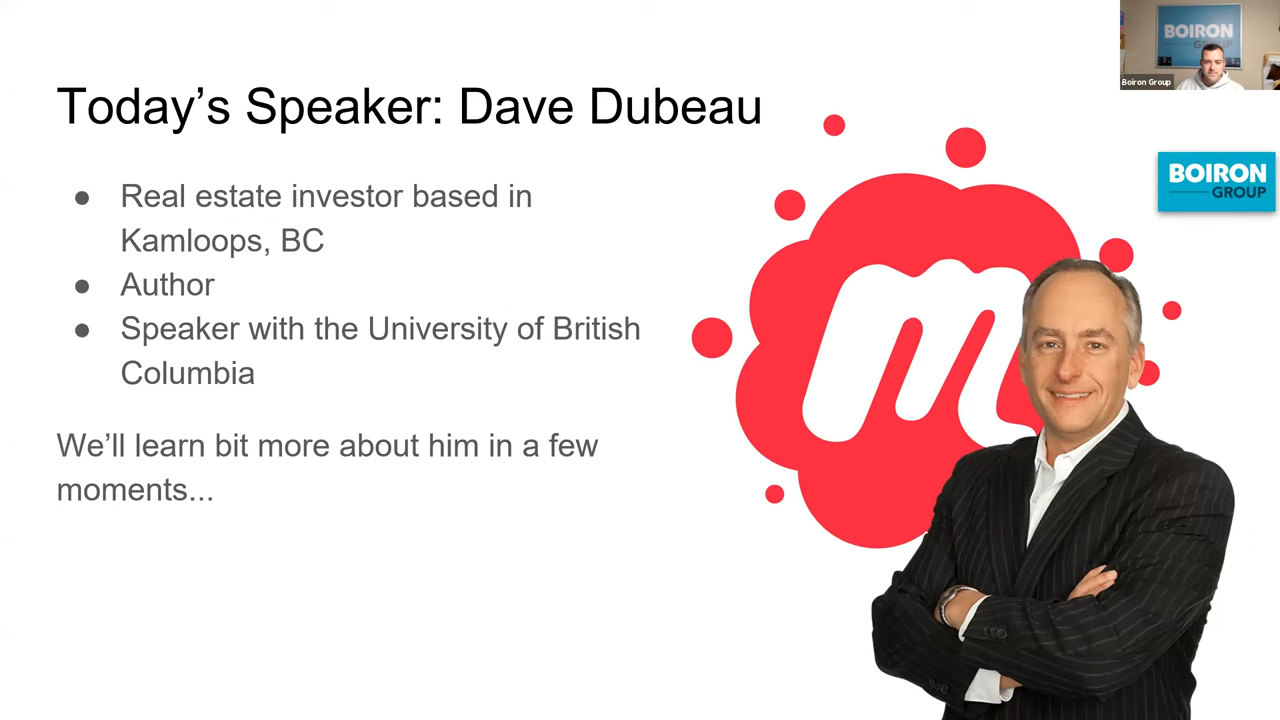 BOIRON
GROUP
Boiron Group
Today’s Speaker: Dave Dubeau
BOIRON
GROUP
● Real estate investor based in
Kamloops, BC
● Author
● Speaker with the University of British
Columbia
We’ll learn bit more about him in a few
moments...
m